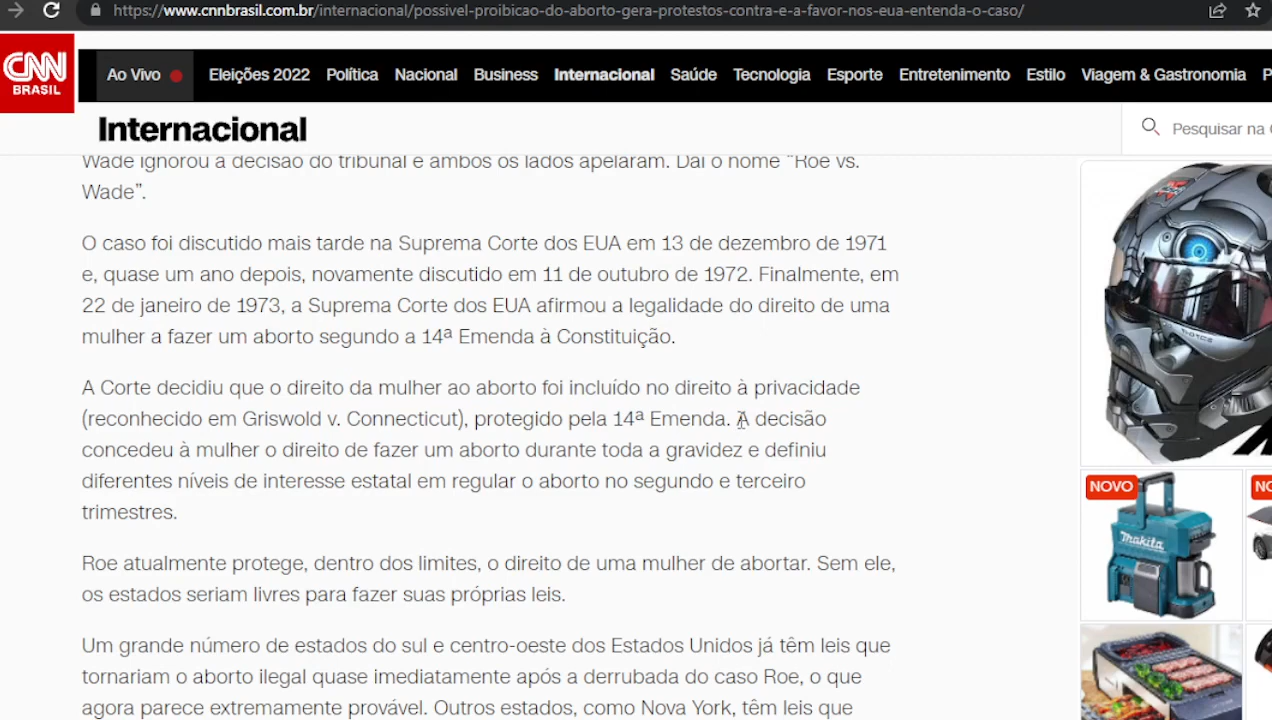 https://www.cnnbrasil.com.br/internacional/possivel-proibicao-do-aborto-gera-protestos-contra-e-a-favor-nos-eua-entenda-o-caso/
CNN
BRASIL
Ao Vivo Eleições 2022 Política Nacional Business Internacional Saúde Tecnologia Esporte Entretenimento Estilo Viagem & Gastronomia P
Internacional
Pesquisar na
Wade ignorou a decisão do tribunal e ambos os lados apelaram. Daí o nome “Roe vs.
Wade”.
O caso foi discutido mais tarde na Suprema Corte dos EUA em 13 de dezembro de 1971
e, quase um ano depois, novamente discutido em 11 de outubro de 1972. Finalmente, em
22 de janeiro de 1973, a Suprema Corte dos EUA afirmou a legalidade do direito de uma
mulher a fazer um aborto segundo a 14ª Emenda à Constituição.
A Corte decidiu que o direito da mulher ao aborto foi incluído no direito à privacidade
(reconhecido em Griswold v. Connecticut), protegido pela 14ª Emenda. A decisão
concedeu à mulher o direito de fazer um aborto durante toda a gravidez e definiu
diferentes níveis de interesse estatal em regular o aborto no segundo e terceiro
trimestres.
Roe atualmente protege, dentro dos limites, o direito de uma mulher de abortar. Sem ele,
os estados seriam livres para fazer suas próprias leis.
Um grande número de estados do sul e centro-oeste dos Estados Unidos já têm leis que
tornariam o aborto ilegal quase imediatamente após a derrubada do caso Roe, o que
agora parece extremamente provável. Outros estados, como Nova York, têm leis que
NOVO
NO
Makita